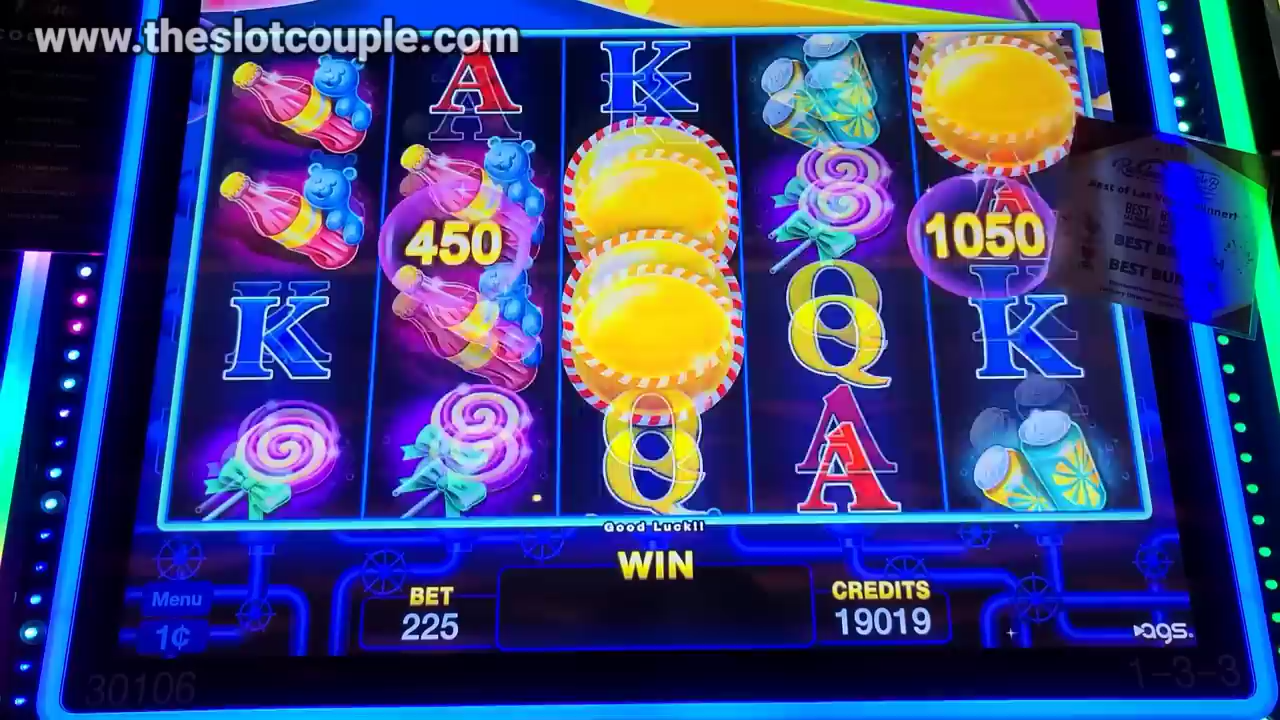 www.theslotcouple.com
A K
450 1050
A
K Q K
Q A
Good Luck!!
WIN
BET
CREDITS
225
19019
Menu
1¢
ags.
30106
1-3-3
BEST